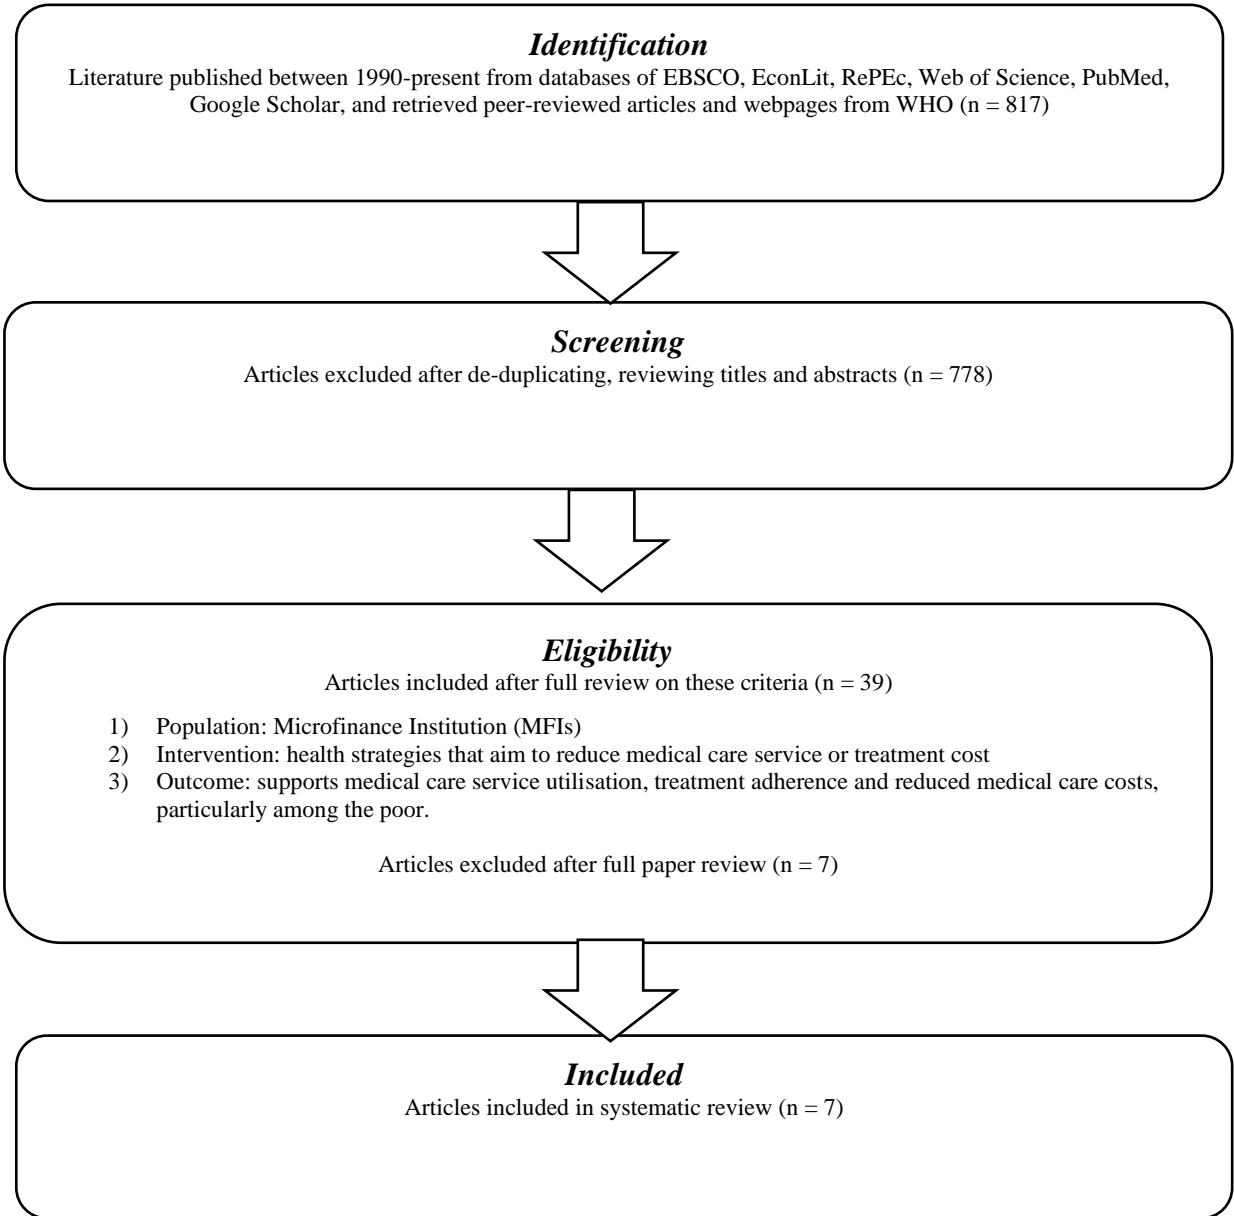 Identification
Literature published between 1990-present from databases of EBSCO, EconLit, RePEc, Web of Science, PubMed,
Google Scholar, and retrieved peer-reviewed articles and webpages from WHO (n = 817)
Screening
Articles excluded after de-duplicating, reviewing titles and abstracts (n = 778)
Eligibility
Articles included after full review on these criteria (n = 39)
1) Population: Microfinance Institution (MFIs)
2) Intervention: health strategies that aim to reduce medical care service or treatment cost
3) Outcome: supports medical care service utilisation, treatment adherence and reduced medical care costs,
particularly among the poor.
Articles excluded after full paper review (n = 7)
Included
Articles included in systematic review (n = 7)